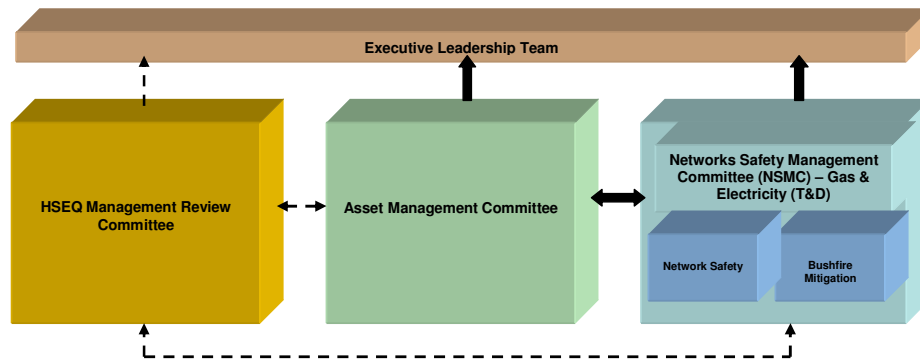 Executive Leadership Team
HSEQ Management Review
Committee
Asset Management Committee
Networks Safety Management
Committee (NSMC) – Gas &
Electricity (T&D)
Network Safety
Bushfire
Mitigation